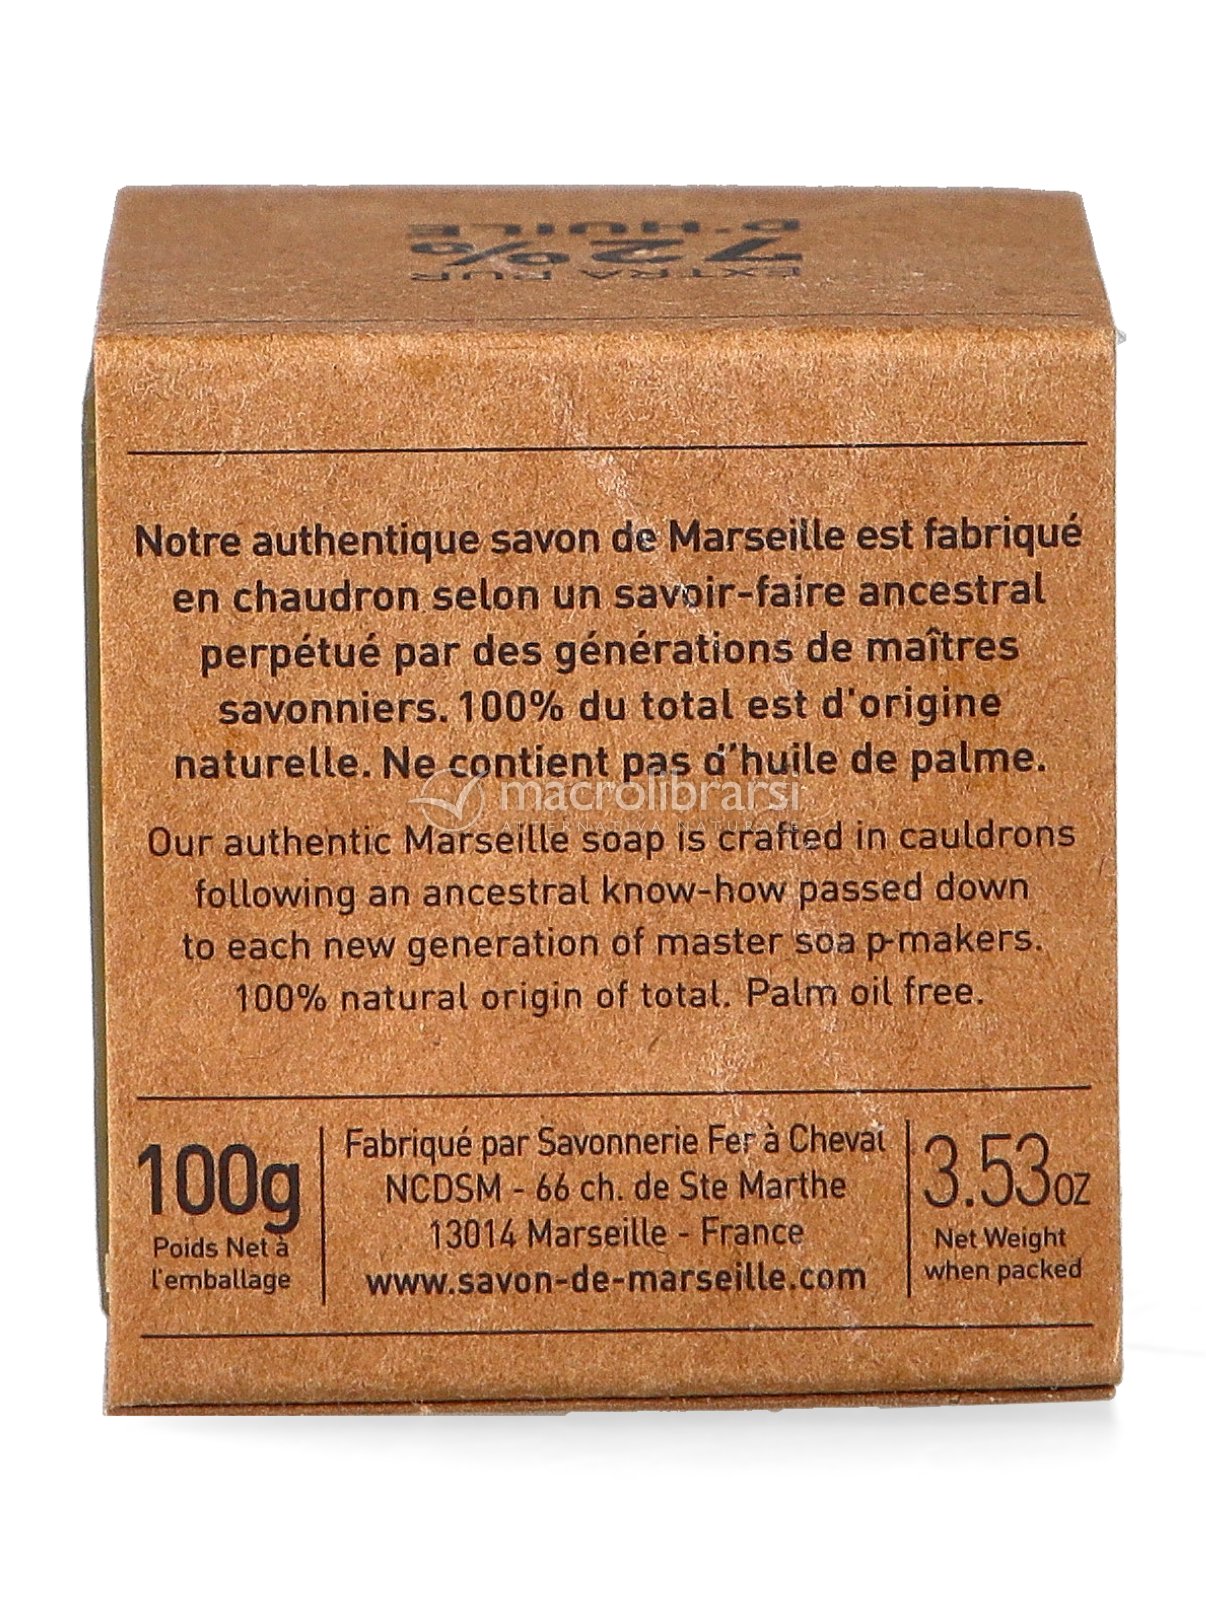 EXTRA PUR
72%
D'HUILE
Notre authentique savon de Marseille est fabriqué
en chaudron selon un savoir-faire ancestral
perpétué par des générations de maîtres
savonniers. 100% du total est d'origine
naturelle. Ne contient pas d'huile de palme.
macrolibrarsi
Our authentic Marseille soap is crafted in cauldrons
following an ancestral know-how passed down
to each new generation of master soa p-makers.
100% natural origin of total. Palm oil free.
100g
Poids Net à
l'emballage
Fabriqué par Savonnerie Fer à Cheval
NCDSM - 66 ch. de Ste Marthe
13014 Marseille - France
www.savon-de-marseille.com
3.53oz
Net Weight
when packed